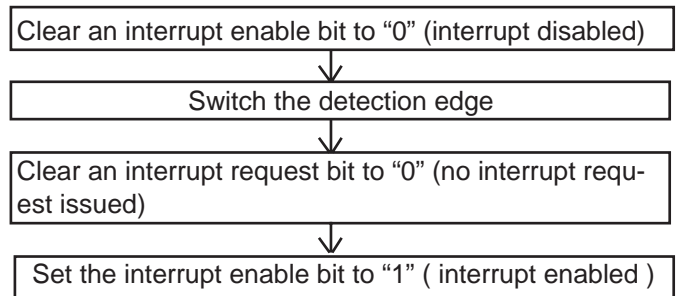 Clear an interrupt enable bit to “0” (interrupt disabled)
Switch the detection edge
Clear an interrupt request bit to “0” (no interrupt requ-
est issued)
Set the interrupt enable bit to “1” ( interrupt enabled )